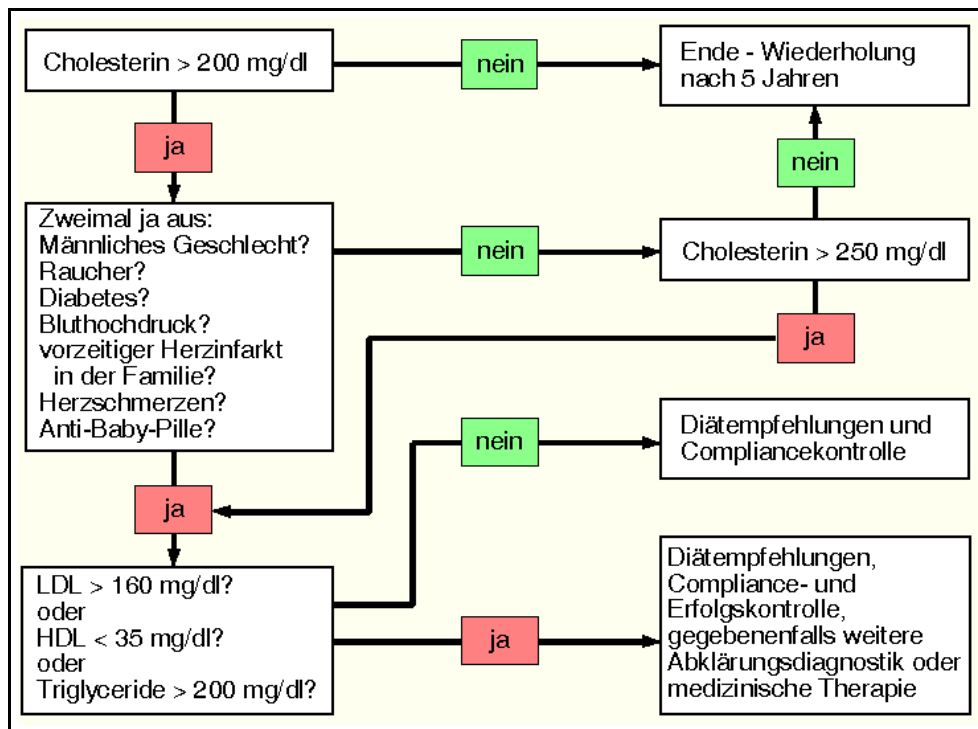 Cholesterin > 200 mg/dl
nein
Ende - Wiederholung
nach 5 Jahren
ja
nein
Zweimal ja aus:
Männliches Geschlecht?
Raucher?
Diabetes?
Bluthochdruck?
vorzeitiger Herzinfarkt
in der Familie?
Herzschmerzen?
Anti-Baby-Pille?
nein
Cholesterin > 250 mg/dl
ja
nein
Diätempfehlungen und
Compliancekontrolle
ja
LDL > 160 mg/dl?
oder
HDL < 35 mg/dl?
oder
Triglyceride > 200 mg/dl?
ja
Diätempfehlungen,
Compliance- und
Erfolgskontrolle,
gegebenenfalls weitere
Abklärungsdiagnostik oder
medizinische Therapie